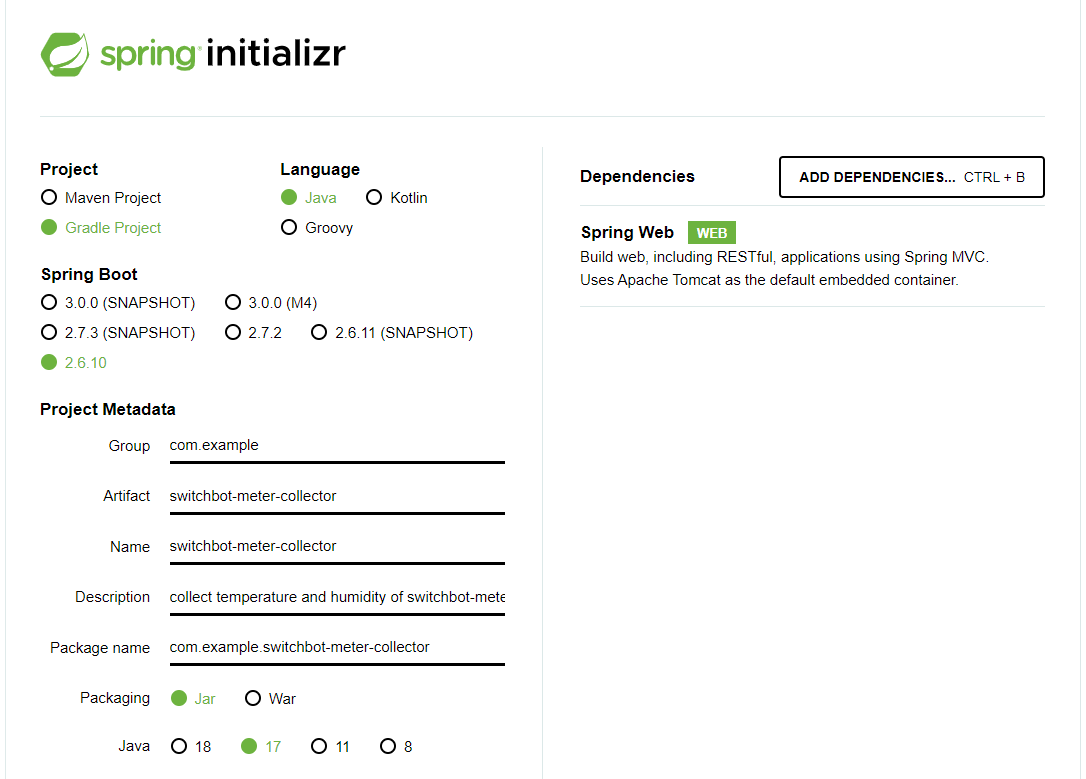 spring initializr
Project
Maven Project
Gradle Project
Language
Java Kotlin
Groovy
Spring Boot
3.0.0 (SNAPSHOT) 3.0.0 (M4)
2.7.3 (SNAPSHOT) 2.7.2 2.6.11 (SNAPSHOT)
2.6.10
Project Metadata
Group com.example
Artifact switchbot-meter-collector
Name switchbot-meter-collector
Description collect temperature and humidity of switchbot-mete
Package name com.example.switchbot-meter-collector
Packaging Jar War
Java 18 17 11 8
Dependencies ADD DEPENDENCIES... CTRL + B
Spring Web WEB
Build web, including RESTful, applications using Spring MVC.
Uses Apache Tomcat as the default embedded container.